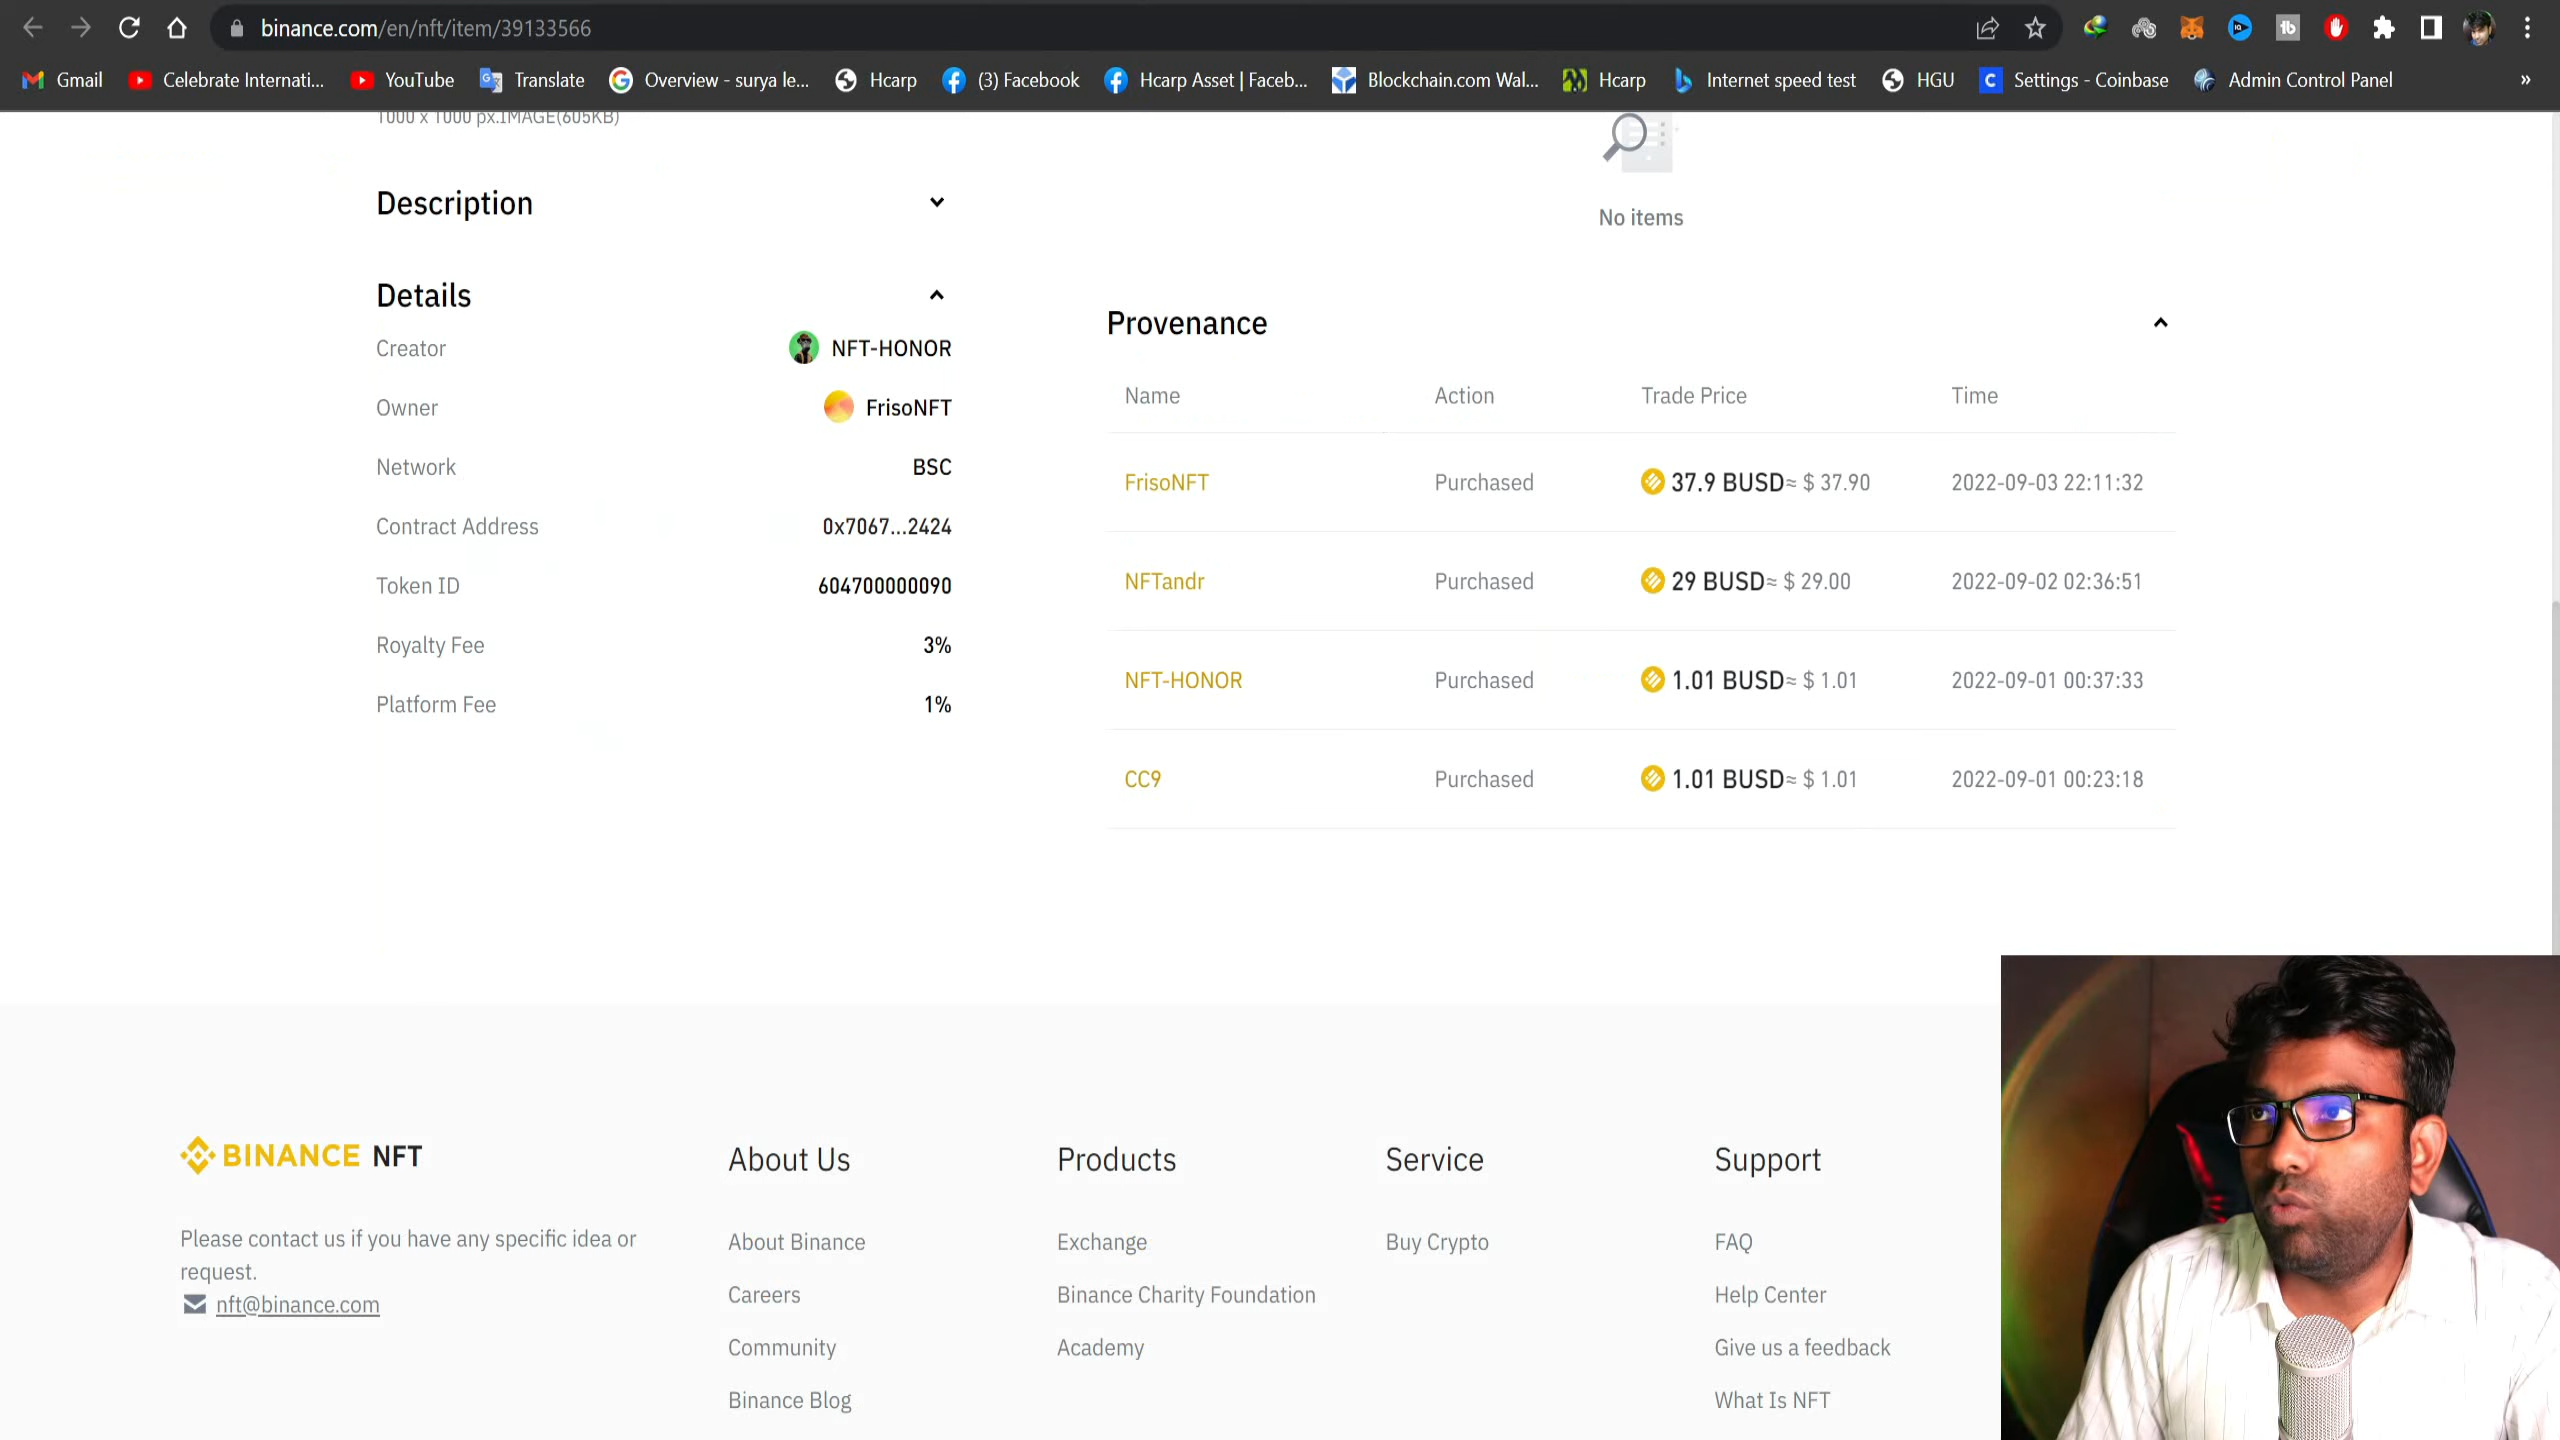 binance.com/en/nft/item/39133566
Gmail Celebrate Internati... YouTube Translate Overview - surya le... Hcarp (3) Facebook Hcarp Asset | Faceb... Blockchain.com Wal... Hcarp Internet speed test HGU Settings - Coinbase Admin Control Panel »
1000 x 1000 px.IMAGE(605KB)
Description
Details
Creator NFT-HONOR
Owner FrisoNFT
Network BSC
Contract Address 0x7067...2424
Token ID 604700000090
Royalty Fee 3%
Platform Fee 1%
No items
Provenance
Name Action Trade Price Time
FrisoNFT Purchased 37.9 BUSD≈ $ 37.90 2022-09-03 22:11:32
NFTandr Purchased 29 BUSD≈ $ 29.00 2022-09-02 02:36:51
NFT-HONOR Purchased 1.01 BUSD≈ $ 1.01 2022-09-01 00:37:33
CC9 Purchased 1.01 BUSD≈ $ 1.01 2022-09-01 00:23:18
BINANCE NFT
Please contact us if you have any specific idea or
request.
nft@binance.com
About Us
About Binance
Careers
Community
Binance Blog
Products
Exchange
Binance Charity Foundation
Academy
Service
Buy Crypto
Support
FAQ
Help Center
Give us a feedback
What Is NFT